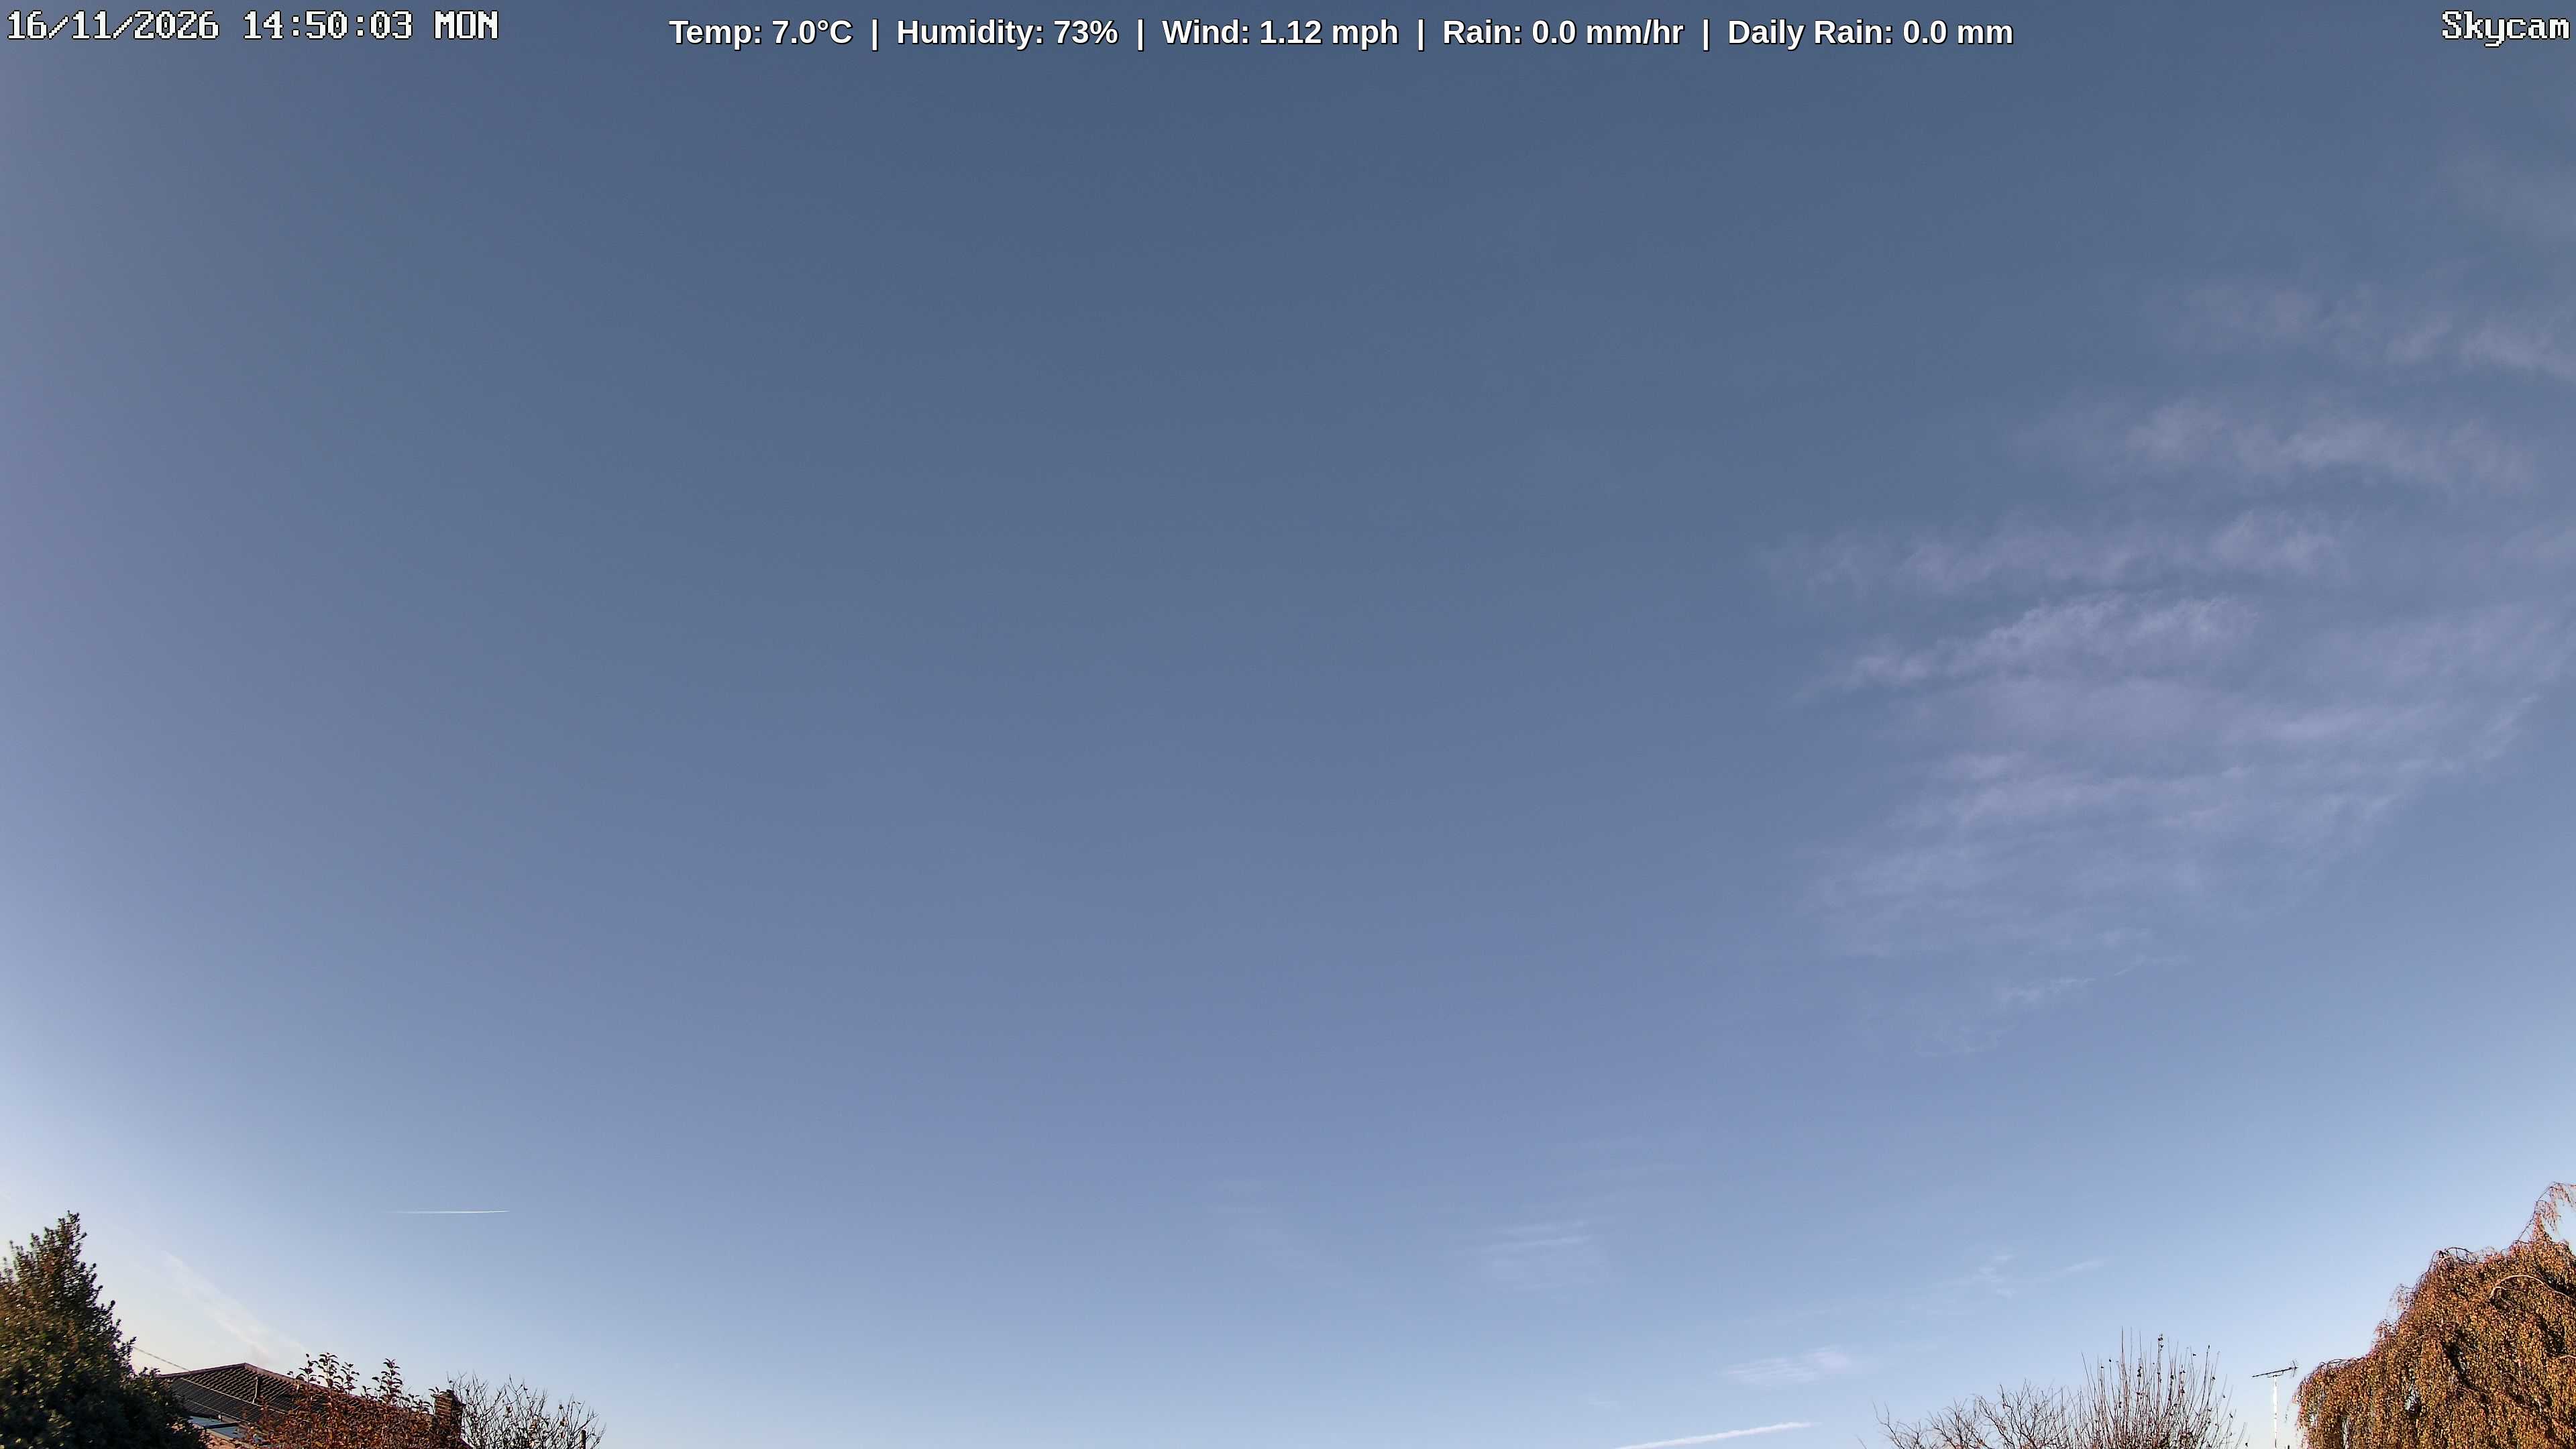 16/11/2026 14:50:03 MON
Temp: 7.0°C | Humidity: 73% | Wind: 1.12 mph | Rain: 0.0 mm/hr | Daily Rain: 0.0 mm
Skycam